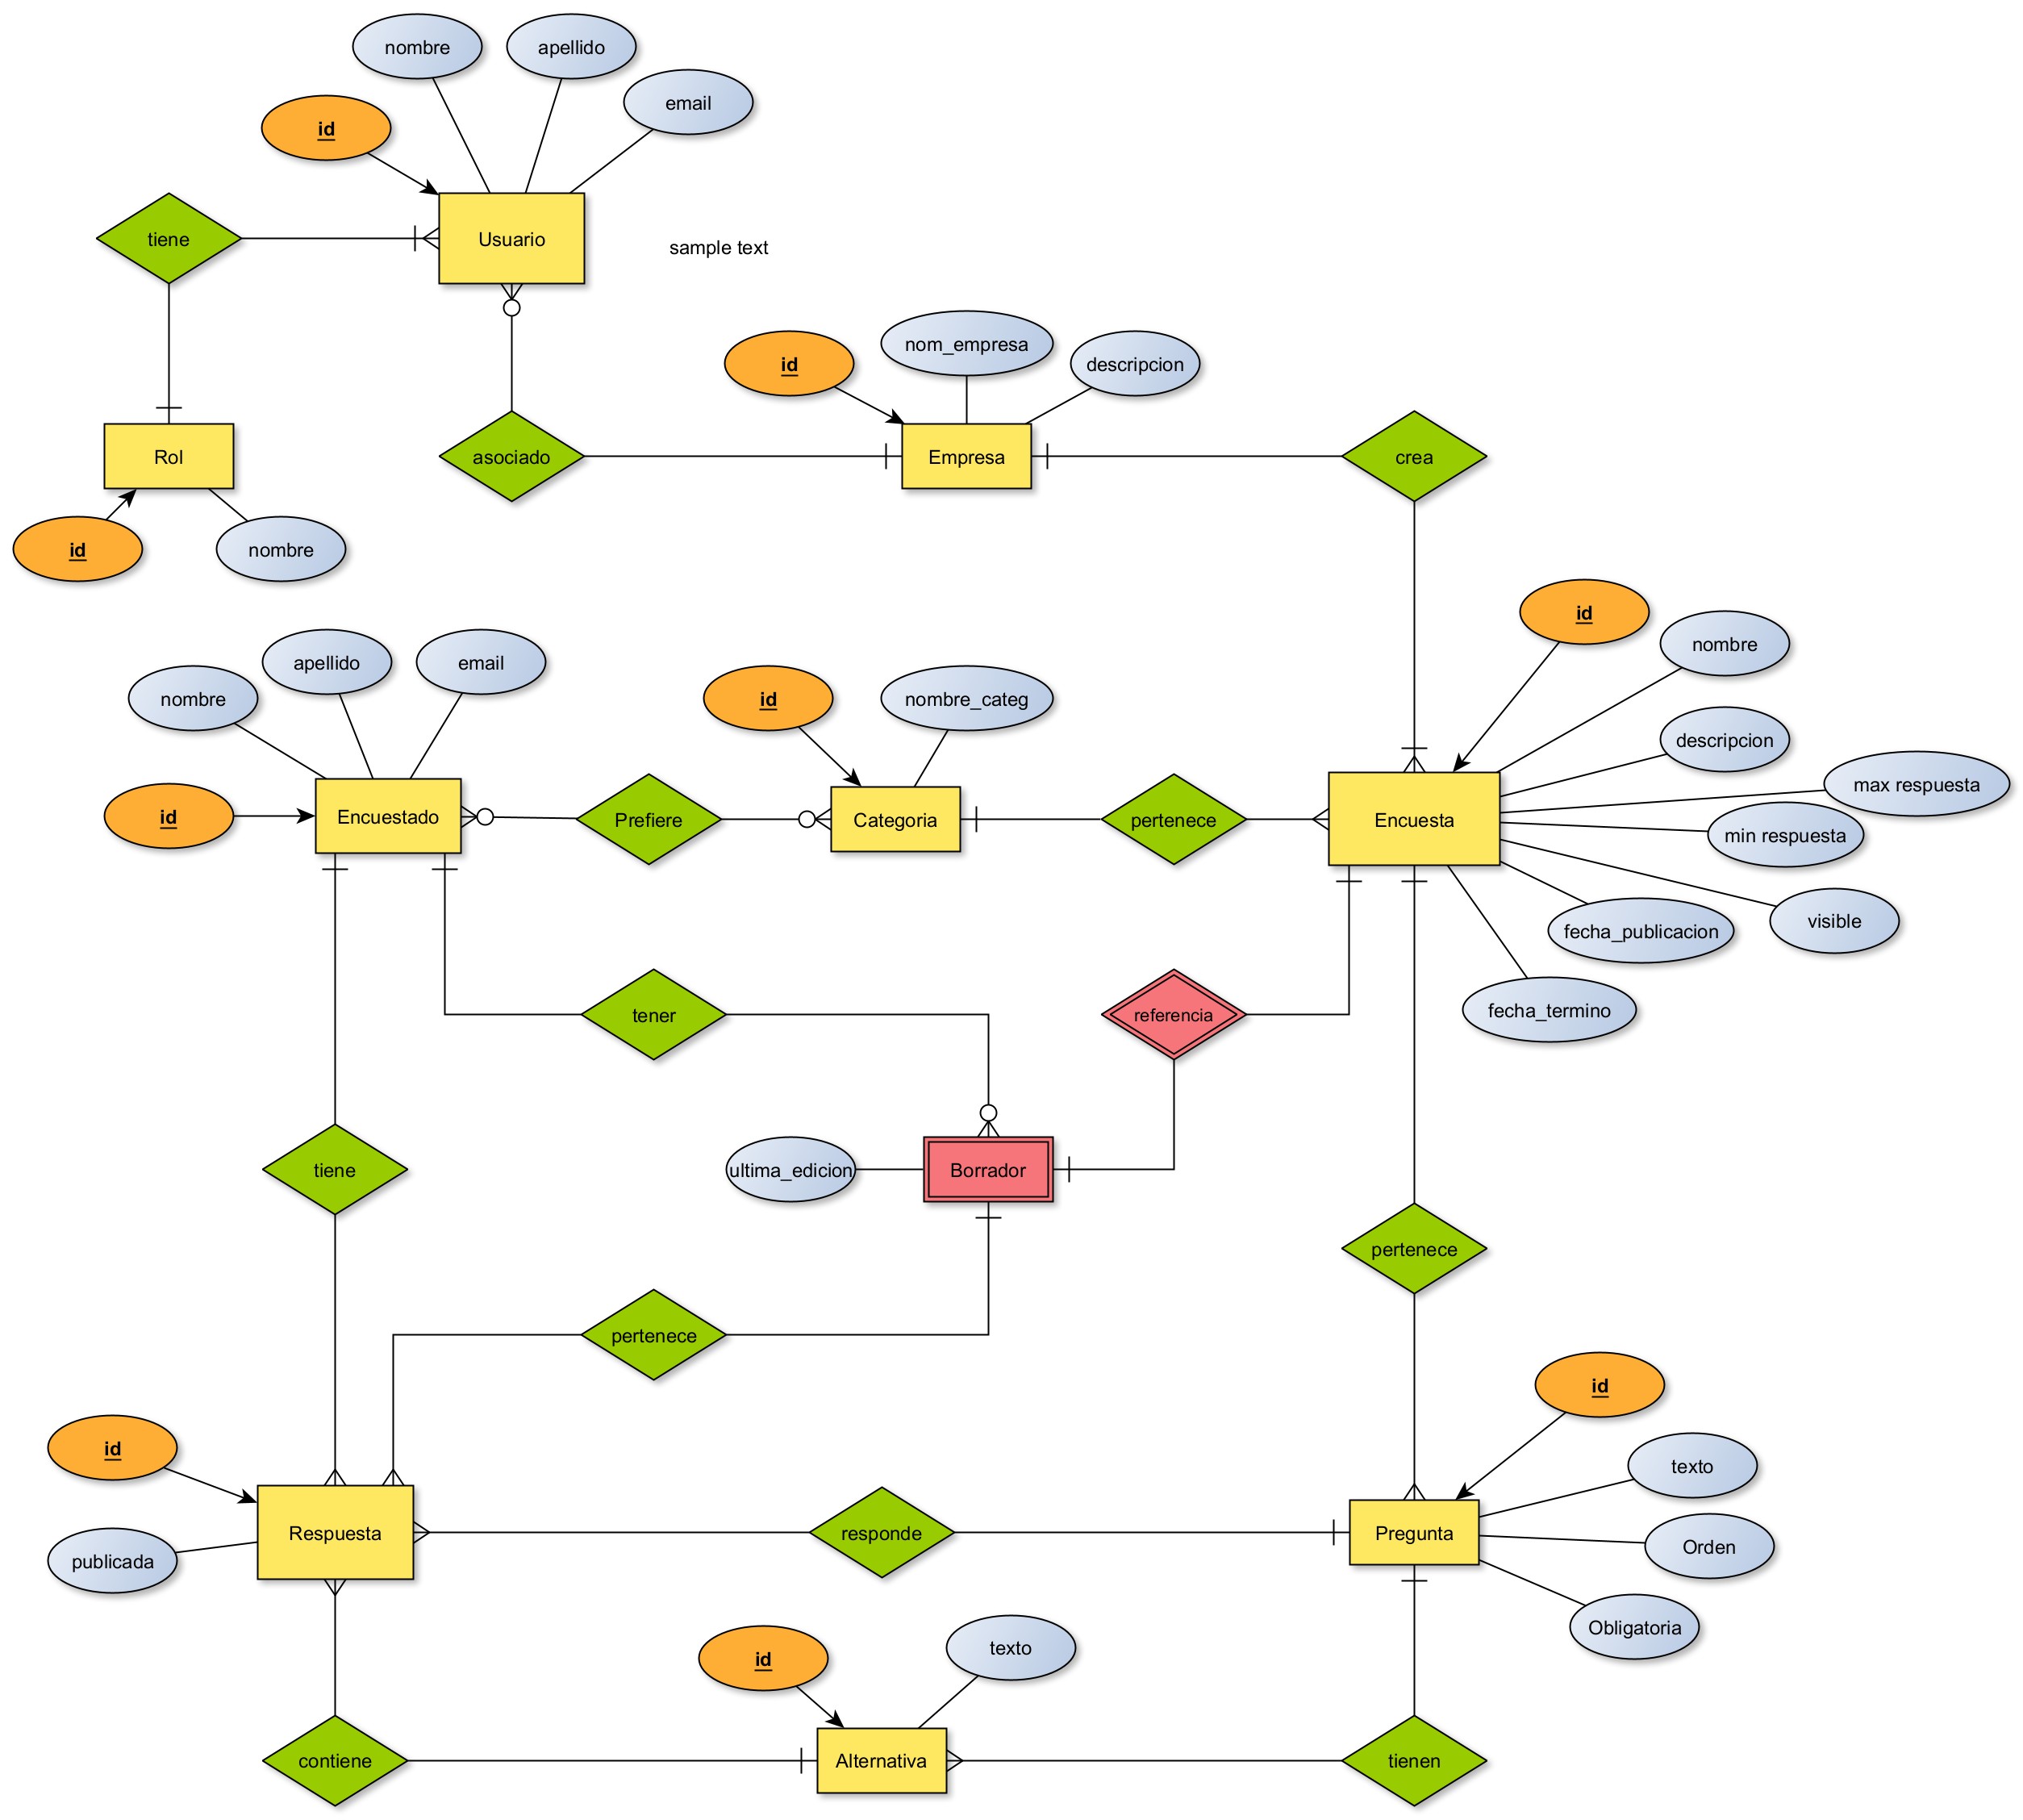 nombre
apellido
email
id
tiene
Usuario
sample text
id
nom_empresa
descripcion
Rol
asociado
Empresa
crea
id
nombre
id
nombre
nombre
apellido
email
id
nombre_categ
descripcion
max respuesta
id
Encuestado
Prefiere
Categoria
pertenece
Encuesta
min respuesta
visible
fecha_publicacion
fecha_termino
tener
referencia
tiene
ultima_edicion
Borrador
pertenece
pertenece
id
id
texto
Respuesta
responde
Pregunta
Orden
publicada
Obligatoria
id
texto
contiene
Alternativa
tienen